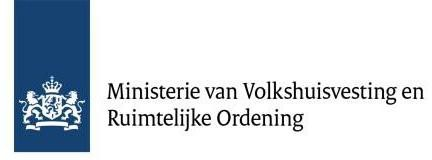 Ministerie van Volkshuisvesting en
Ruimtelijke Ordening